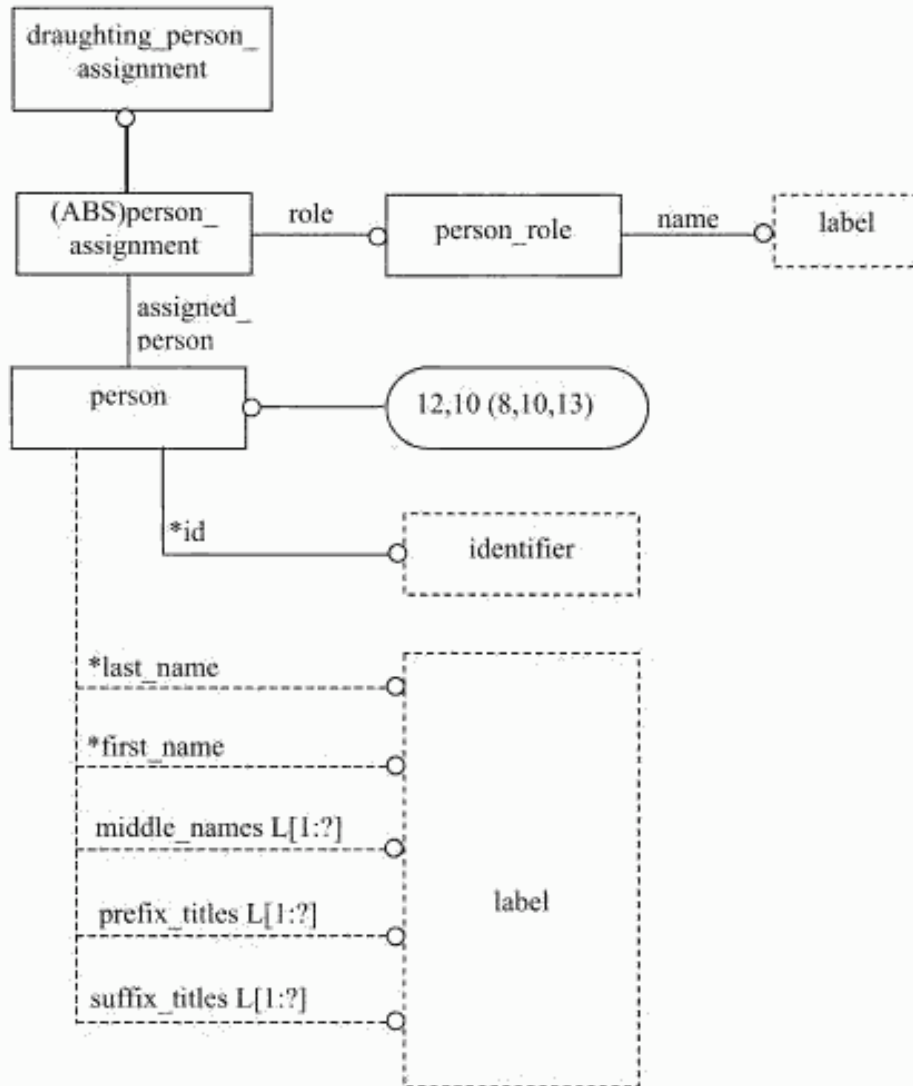 draughting_person_
assignment
(ABS)person_
assignment
role
person_role
name
label
assigned_
person
person
12,10 (8,10,13)
*id
identifier
*last_name
*first_name
middle_names L[1:?]
prefix_titles L[1:?]
label
suffix_titles L[1:?]